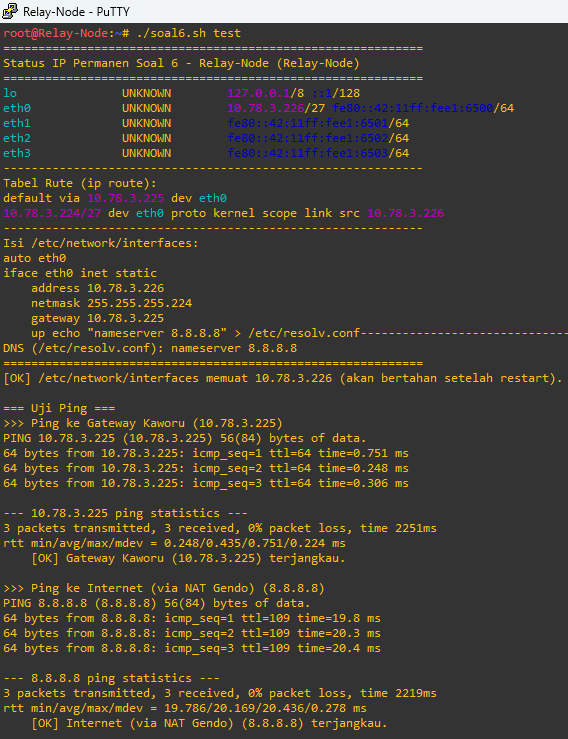 Relay-Node - PuTTY
root@Relay-Node:~# ./soal6.sh test
============================================================
Status IP Permanen Soal 6 - Relay-Node (Relay-Node)
============================================================
lo UNKNOWN 127.0.0.1/8 ::1/128
eth0 UNKNOWN 10.78.3.226/27 fe80::42:11ff:fee1:6500/64
eth1 UNKNOWN fe80::42:11ff:fee1:6501/64
eth2 UNKNOWN fe80::42:11ff:fee1:6502/64
eth3 UNKNOWN fe80::42:11ff:fee1:6503/64
------------------------------------------------------------
Tabel Rute (ip route):
default via 10.78.3.225 dev eth0
10.78.3.224/27 dev eth0 proto kernel scope link src 10.78.3.226
------------------------------------------------------------
Isi /etc/network/interfaces:
auto eth0
iface eth0 inet static
    address 10.78.3.226
    netmask 255.255.255.224
    gateway 10.78.3.225
    up echo "nameserver 8.8.8.8" > /etc/resolv.conf------------------------------
DNS (/etc/resolv.conf): nameserver 8.8.8.8
============================================================
[OK] /etc/network/interfaces memuat 10.78.3.226 (akan bertahan setelah restart).
=== Uji Ping ===
>>> Ping ke Gateway Kaworu (10.78.3.225)
PING 10.78.3.225 (10.78.3.225) 56(84) bytes of data.
64 bytes from 10.78.3.225: icmp_seq=1 ttl=64 time=0.751 ms
64 bytes from 10.78.3.225: icmp_seq=2 ttl=64 time=0.248 ms
64 bytes from 10.78.3.225: icmp_seq=3 ttl=64 time=0.306 ms
--- 10.78.3.225 ping statistics ---
3 packets transmitted, 3 received, 0% packet loss, time 2251ms
rtt min/avg/max/mdev = 0.248/0.435/0.751/0.224 ms
    [OK] Gateway Kaworu (10.78.3.225) terjangkau.
>>> Ping ke Internet (via NAT Gendo) (8.8.8.8)
PING 8.8.8.8 (8.8.8.8) 56(84) bytes of data.
64 bytes from 8.8.8.8: icmp_seq=1 ttl=109 time=19.8 ms
64 bytes from 8.8.8.8: icmp_seq=2 ttl=109 time=20.3 ms
64 bytes from 8.8.8.8: icmp_seq=3 ttl=109 time=20.4 ms
--- 8.8.8.8 ping statistics ---
3 packets transmitted, 3 received, 0% packet loss, time 2219ms
rtt min/avg/max/mdev = 19.786/20.169/20.436/0.278 ms
    [OK] Internet (via NAT Gendo) (8.8.8.8) terjangkau.